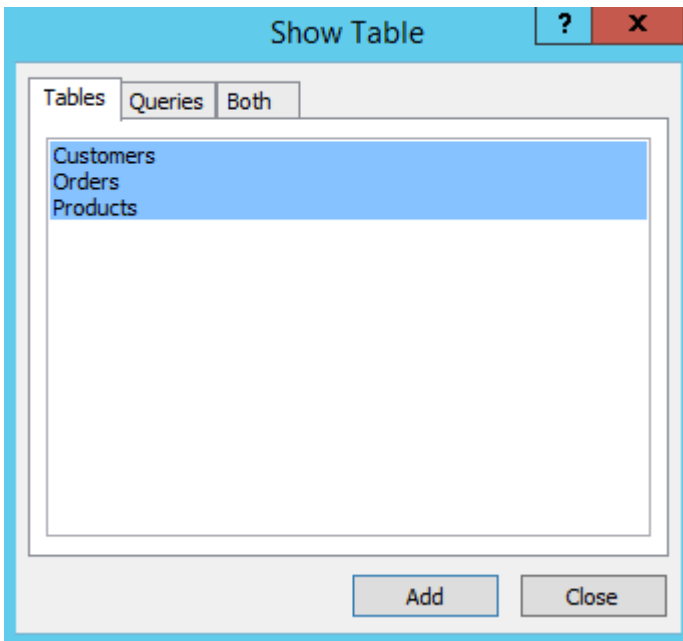 Show Table
? x
Tables Queries Both
Customers
Orders
Products
Add Close